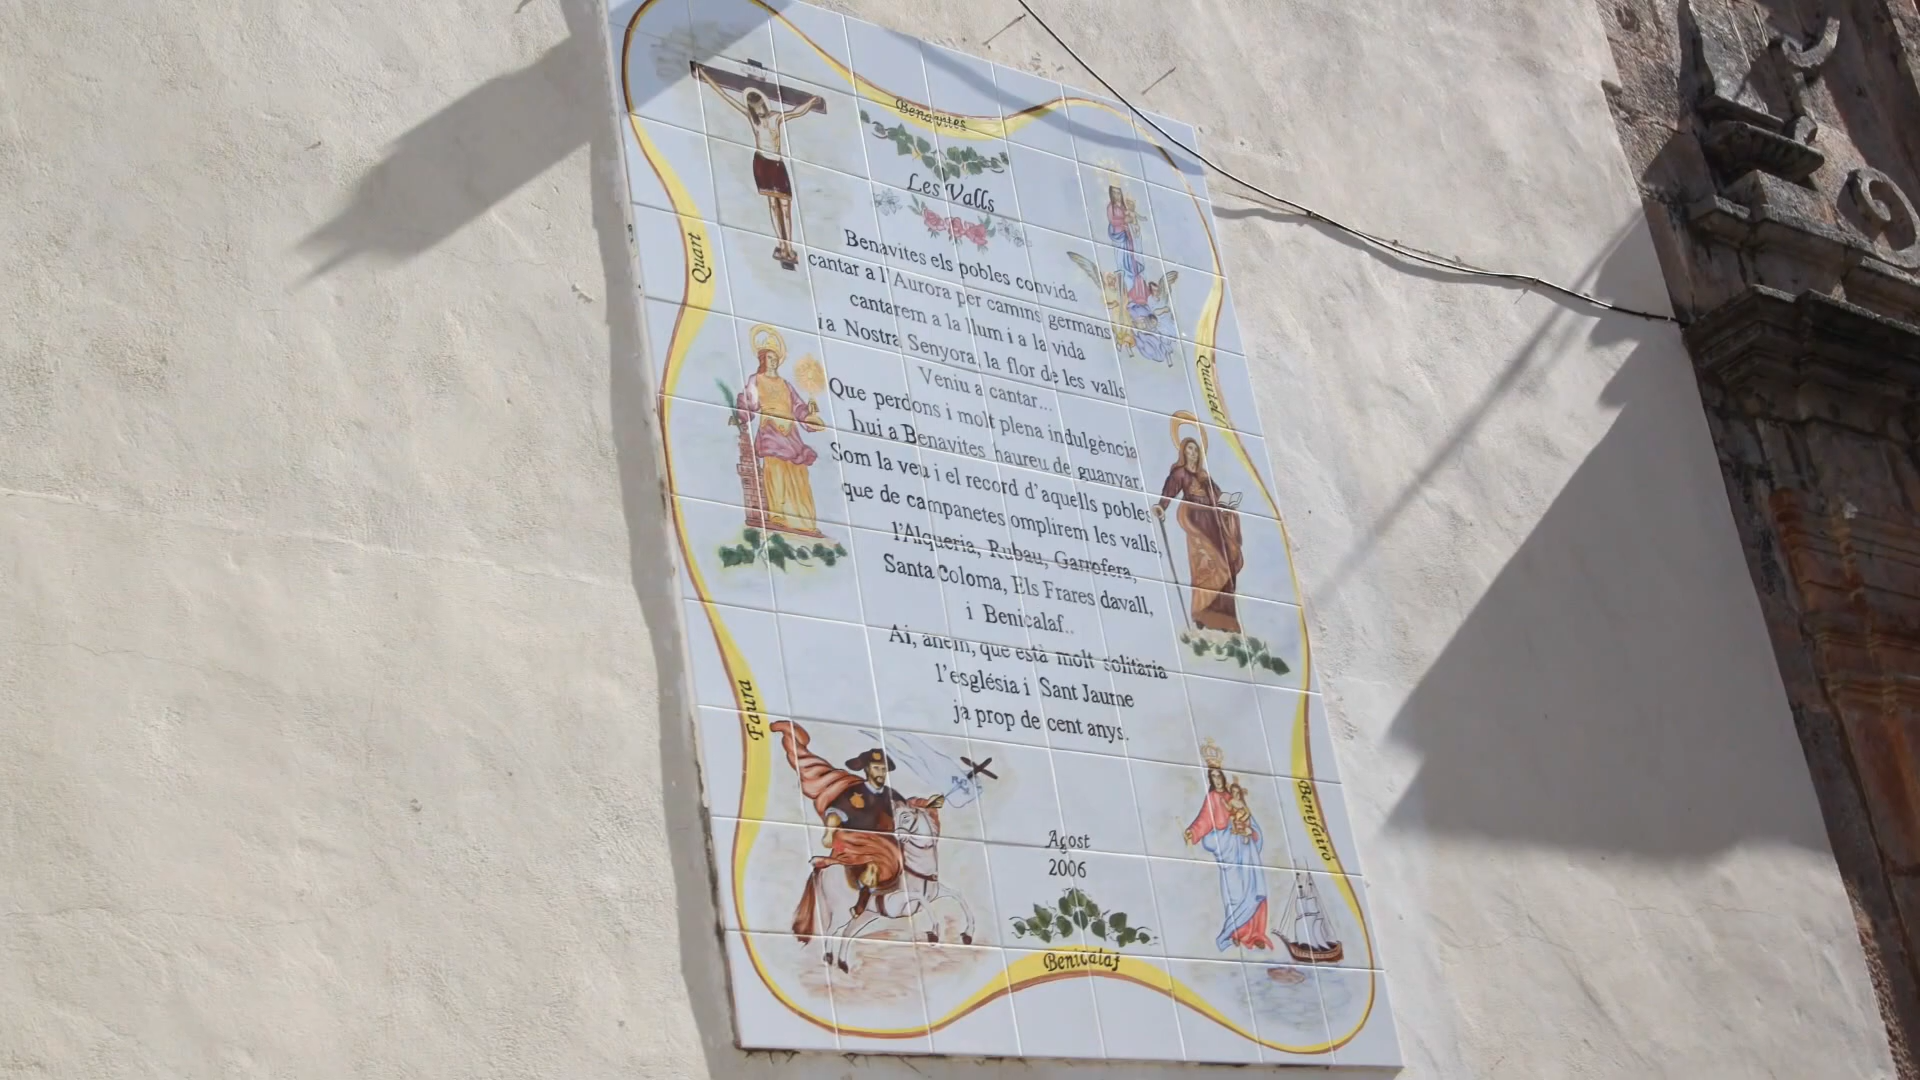 Benavites
Les Valls
Quart
Benavites els pobles convida
cantar a l'Aurora per camins germans
cantarem a la llum i a la vida
i a Nostra Senyora, la flor de les valls
Veniu a cantar...
Quartell
Que perdons i molt plena indulgència
hui a Benavites haureu de guanyar.
Som la veu i el record d'aquells pobles
que de campanetes omplirem les valls,
l'Alqueria, Rubau, Garrofera,
Santa Coloma, Els Frares davall,
i Benicalaf..
Ai, anem, que està molt solitària
l'església i Sant Jaume
ja prop de cent anys.
Faura
Benifairó
Agost
2006
Benicalaf